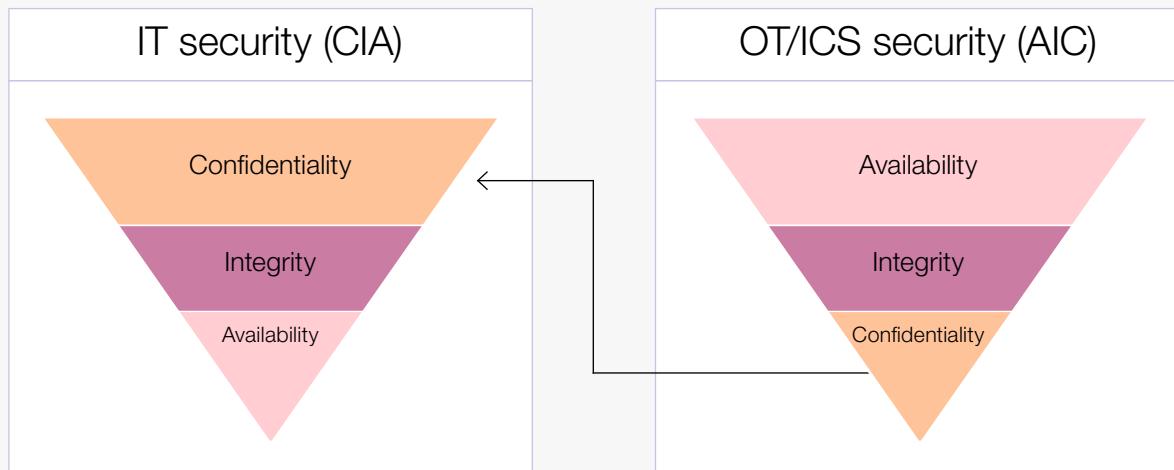 IT security (CIA)
Confidentiality
Integrity
Availability
OT/ICS security (AIC)
Availability
Integrity
Confidentiality